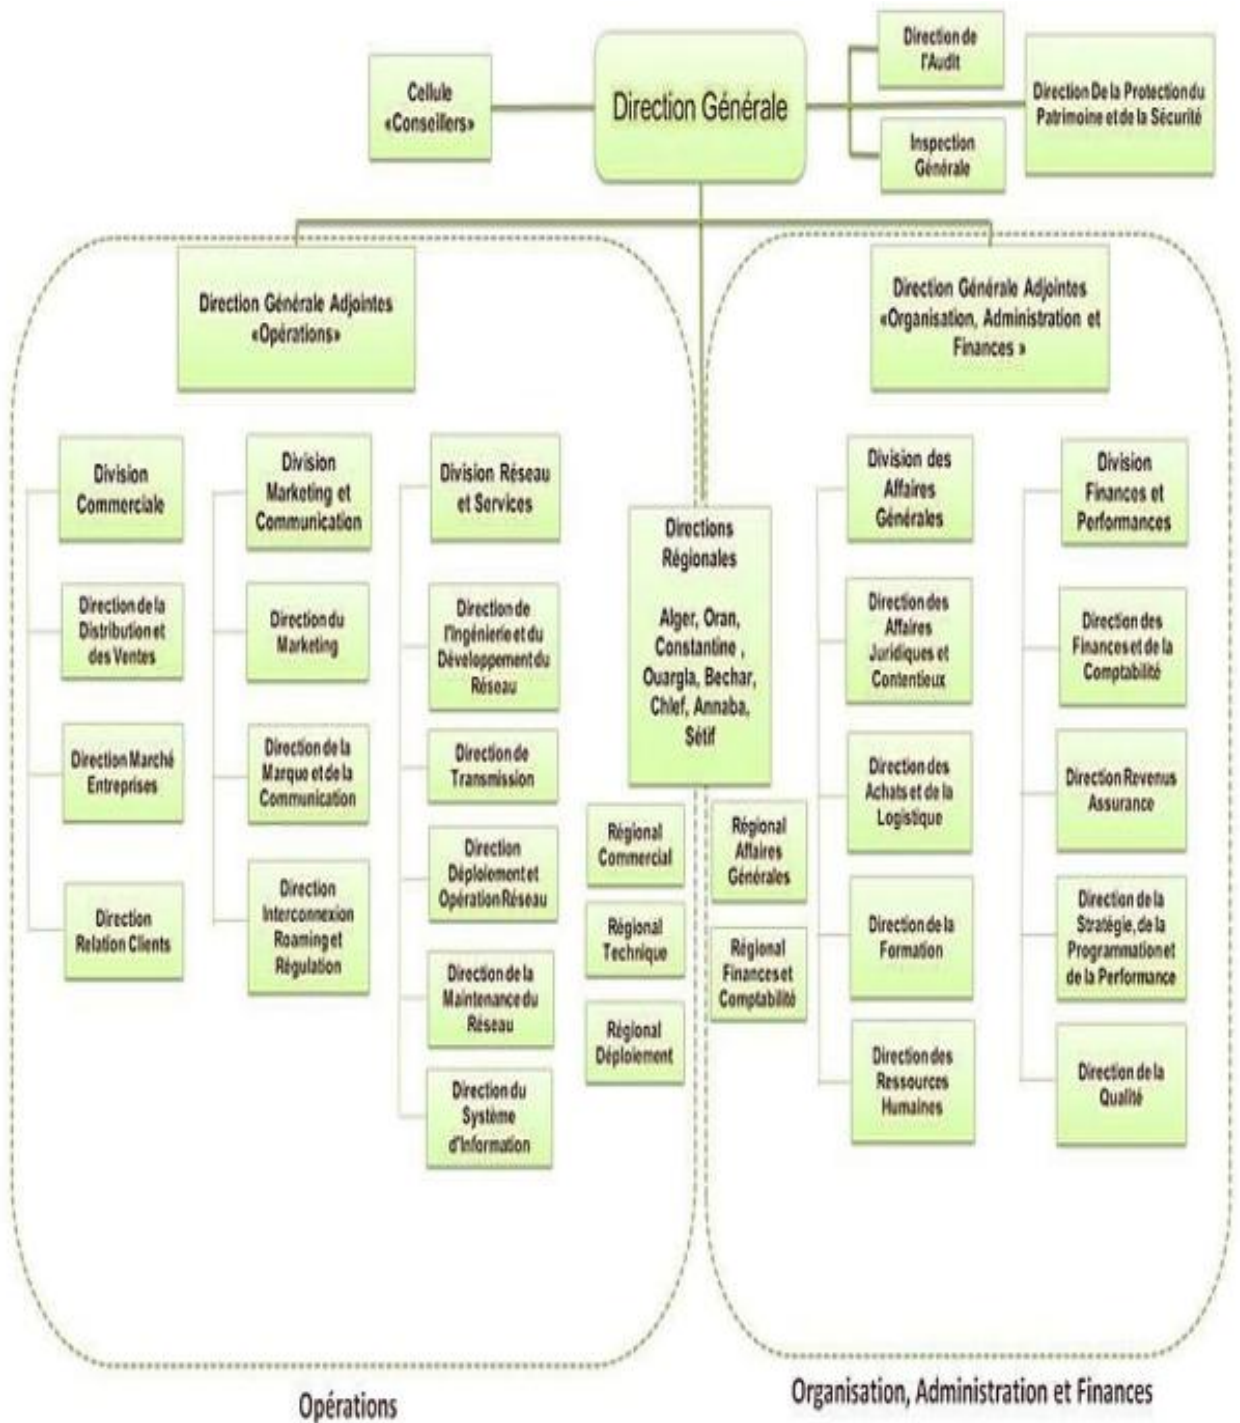 Cellule
«Conseillers»
Direction Générale
Direction de
l'Audit
Inspection
Générale
Direction De la Protection du
Patrimoine et de la Sécurité
Direction Générale Adjointes
«Opérations»
Direction Générale Adjointes
«Organisation, Administration et
Finances »
Division
Commerciale
Direction de la
Distribution et
des Ventes
Direction Marché
Entreprises
Direction
Relation Clients
Division
Marketing et
Communication
Direction du
Marketing
Direction de la
Marque et de la
Communication
Direction
Interconnexion
Roaming et
Régulation
Division Réseau
et Services
Direction de
l'Ingénierie et du
Développement du
Réseau
Direction de
Transmission
Direction
Déploiement et
Opération Réseau
Direction de la
Maintenance du
Réseau
Direction du
Système
d'Information
Directions
Régionales
Alger, Oran,
Constantine ,
Ouargla, Bechar,
Chlef, Annaba,
Sétif
Régional
Commercial
Régional
Technique
Régional
Déploiement
Régional
Affaires
Générales
Régional
Finances et
Comptabilité
Division des
Affaires
Générales
Direction des
Affaires
Juridiques et
Contentieux
Direction des
Achats et de la
Logistique
Direction de la
Formation
Direction des
Ressources
Humaines
Division
Finances et
Performances
Direction des
Finances et de la
Comptabilité
Direction Revenus
Assurance
Direction de la
Stratégie, de la
Programmation et
de la Performance
Direction de la
Qualité
Opérations
Organisation, Administration et Finances